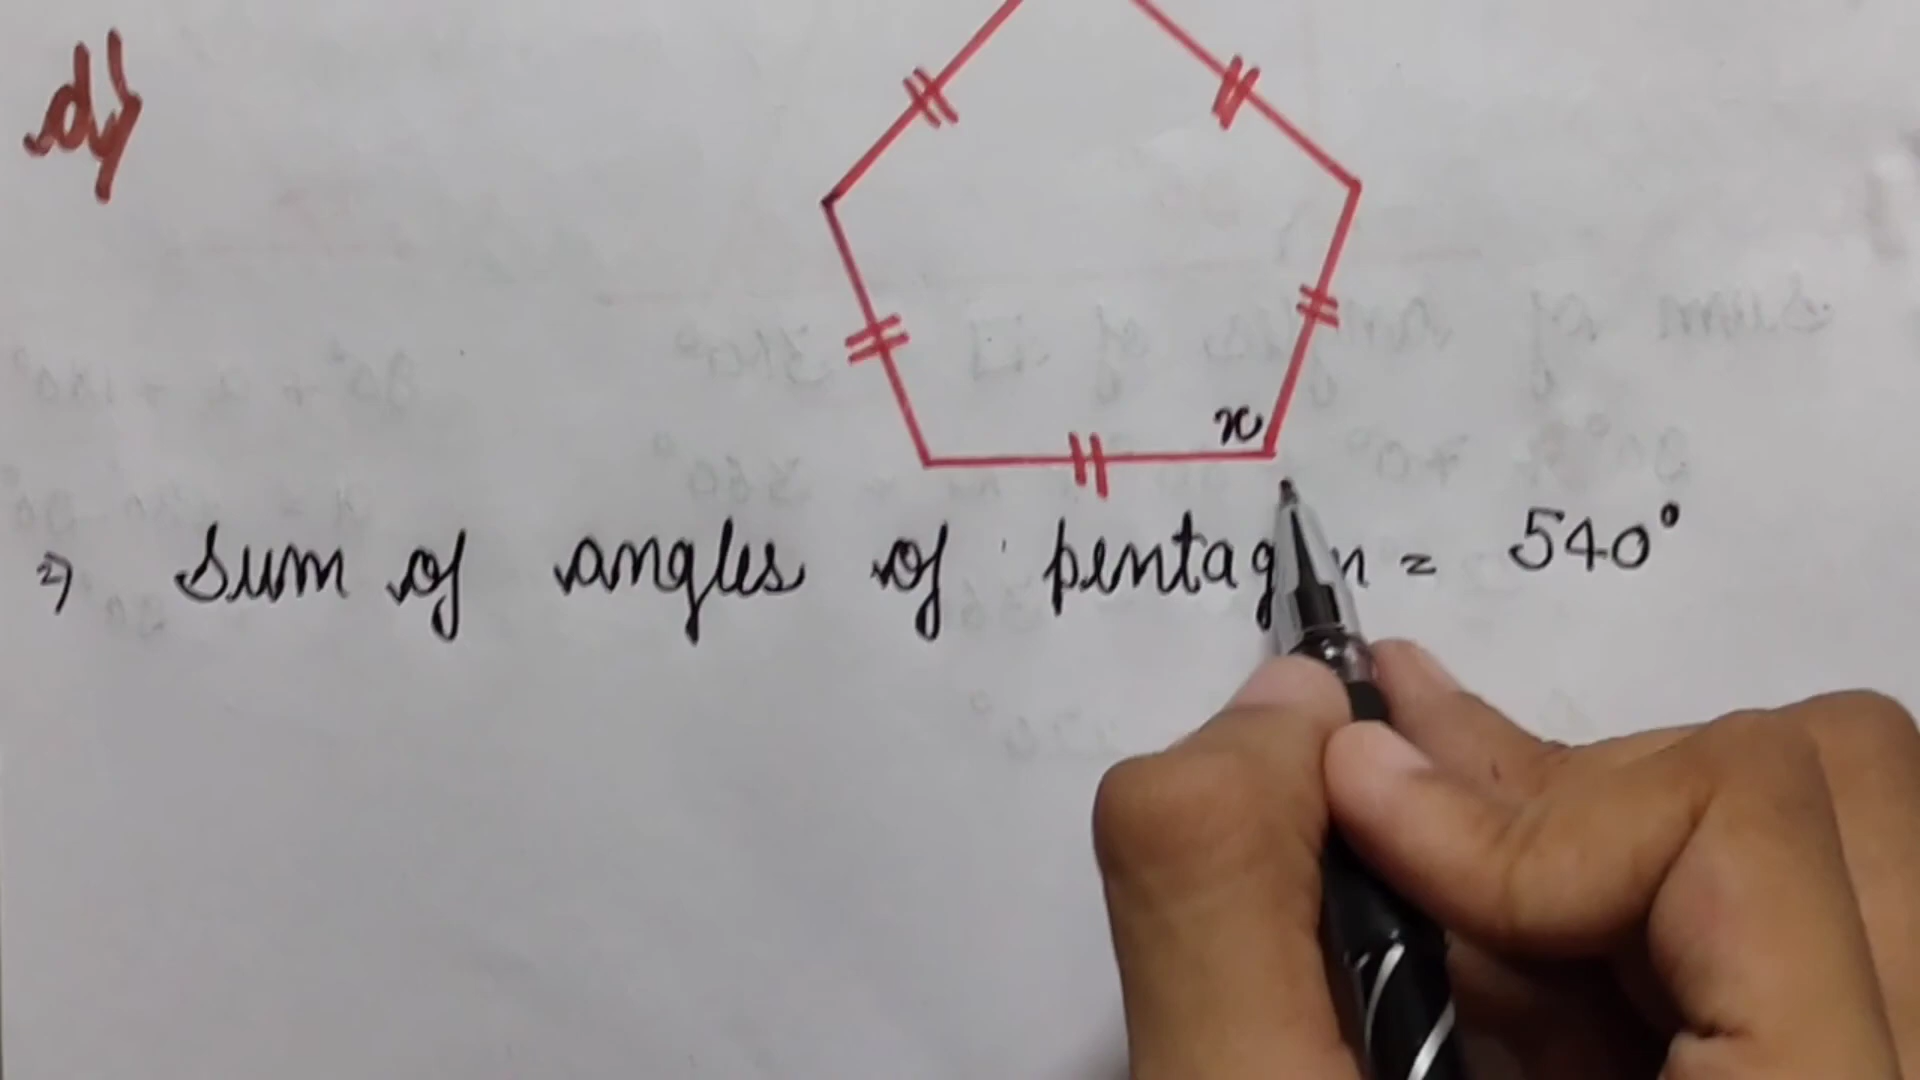 d)
x
⇒ Sum of angles of pentagon = 540°